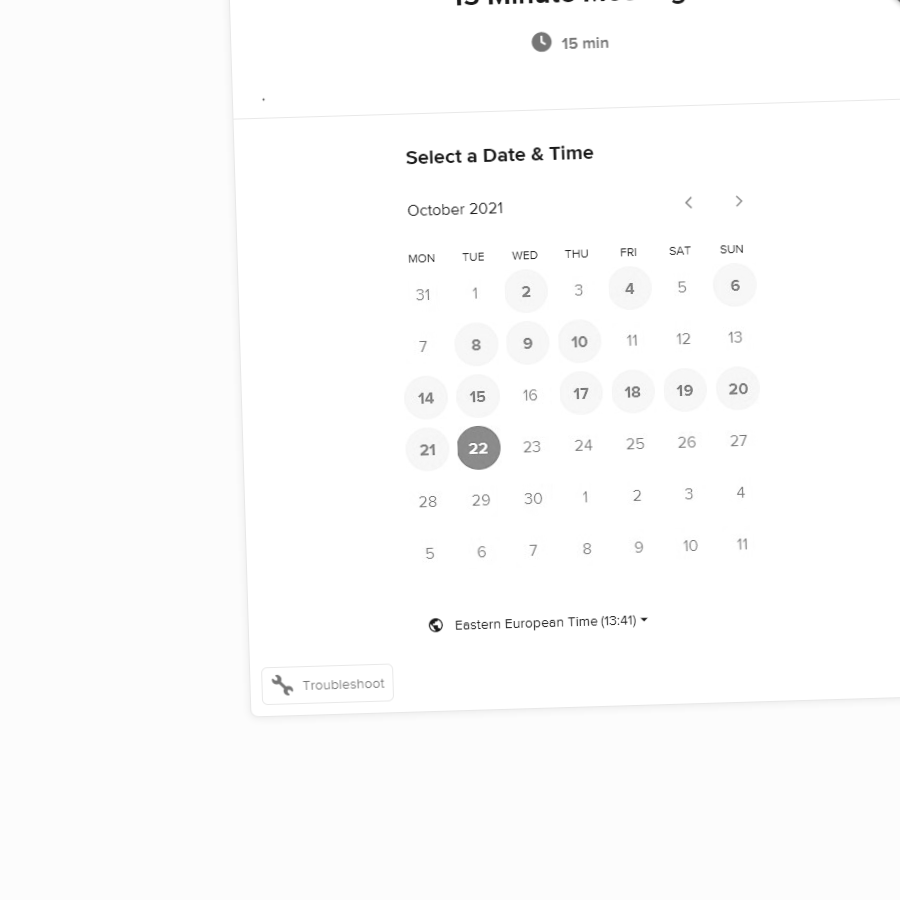 15 min
.
Select a Date & Time
October 2021
MON TUE WED THU FRI SAT SUN
31 1 2 3 4 5 6
7 8 9 10 11 12 13
14 15 16 17 18 19 20
21 22 23 24 25 26 27
28 29 30 1 2 3 4
5 6 7 8 9 10 11
Eastern European Time (13:41)
Troubleshoot